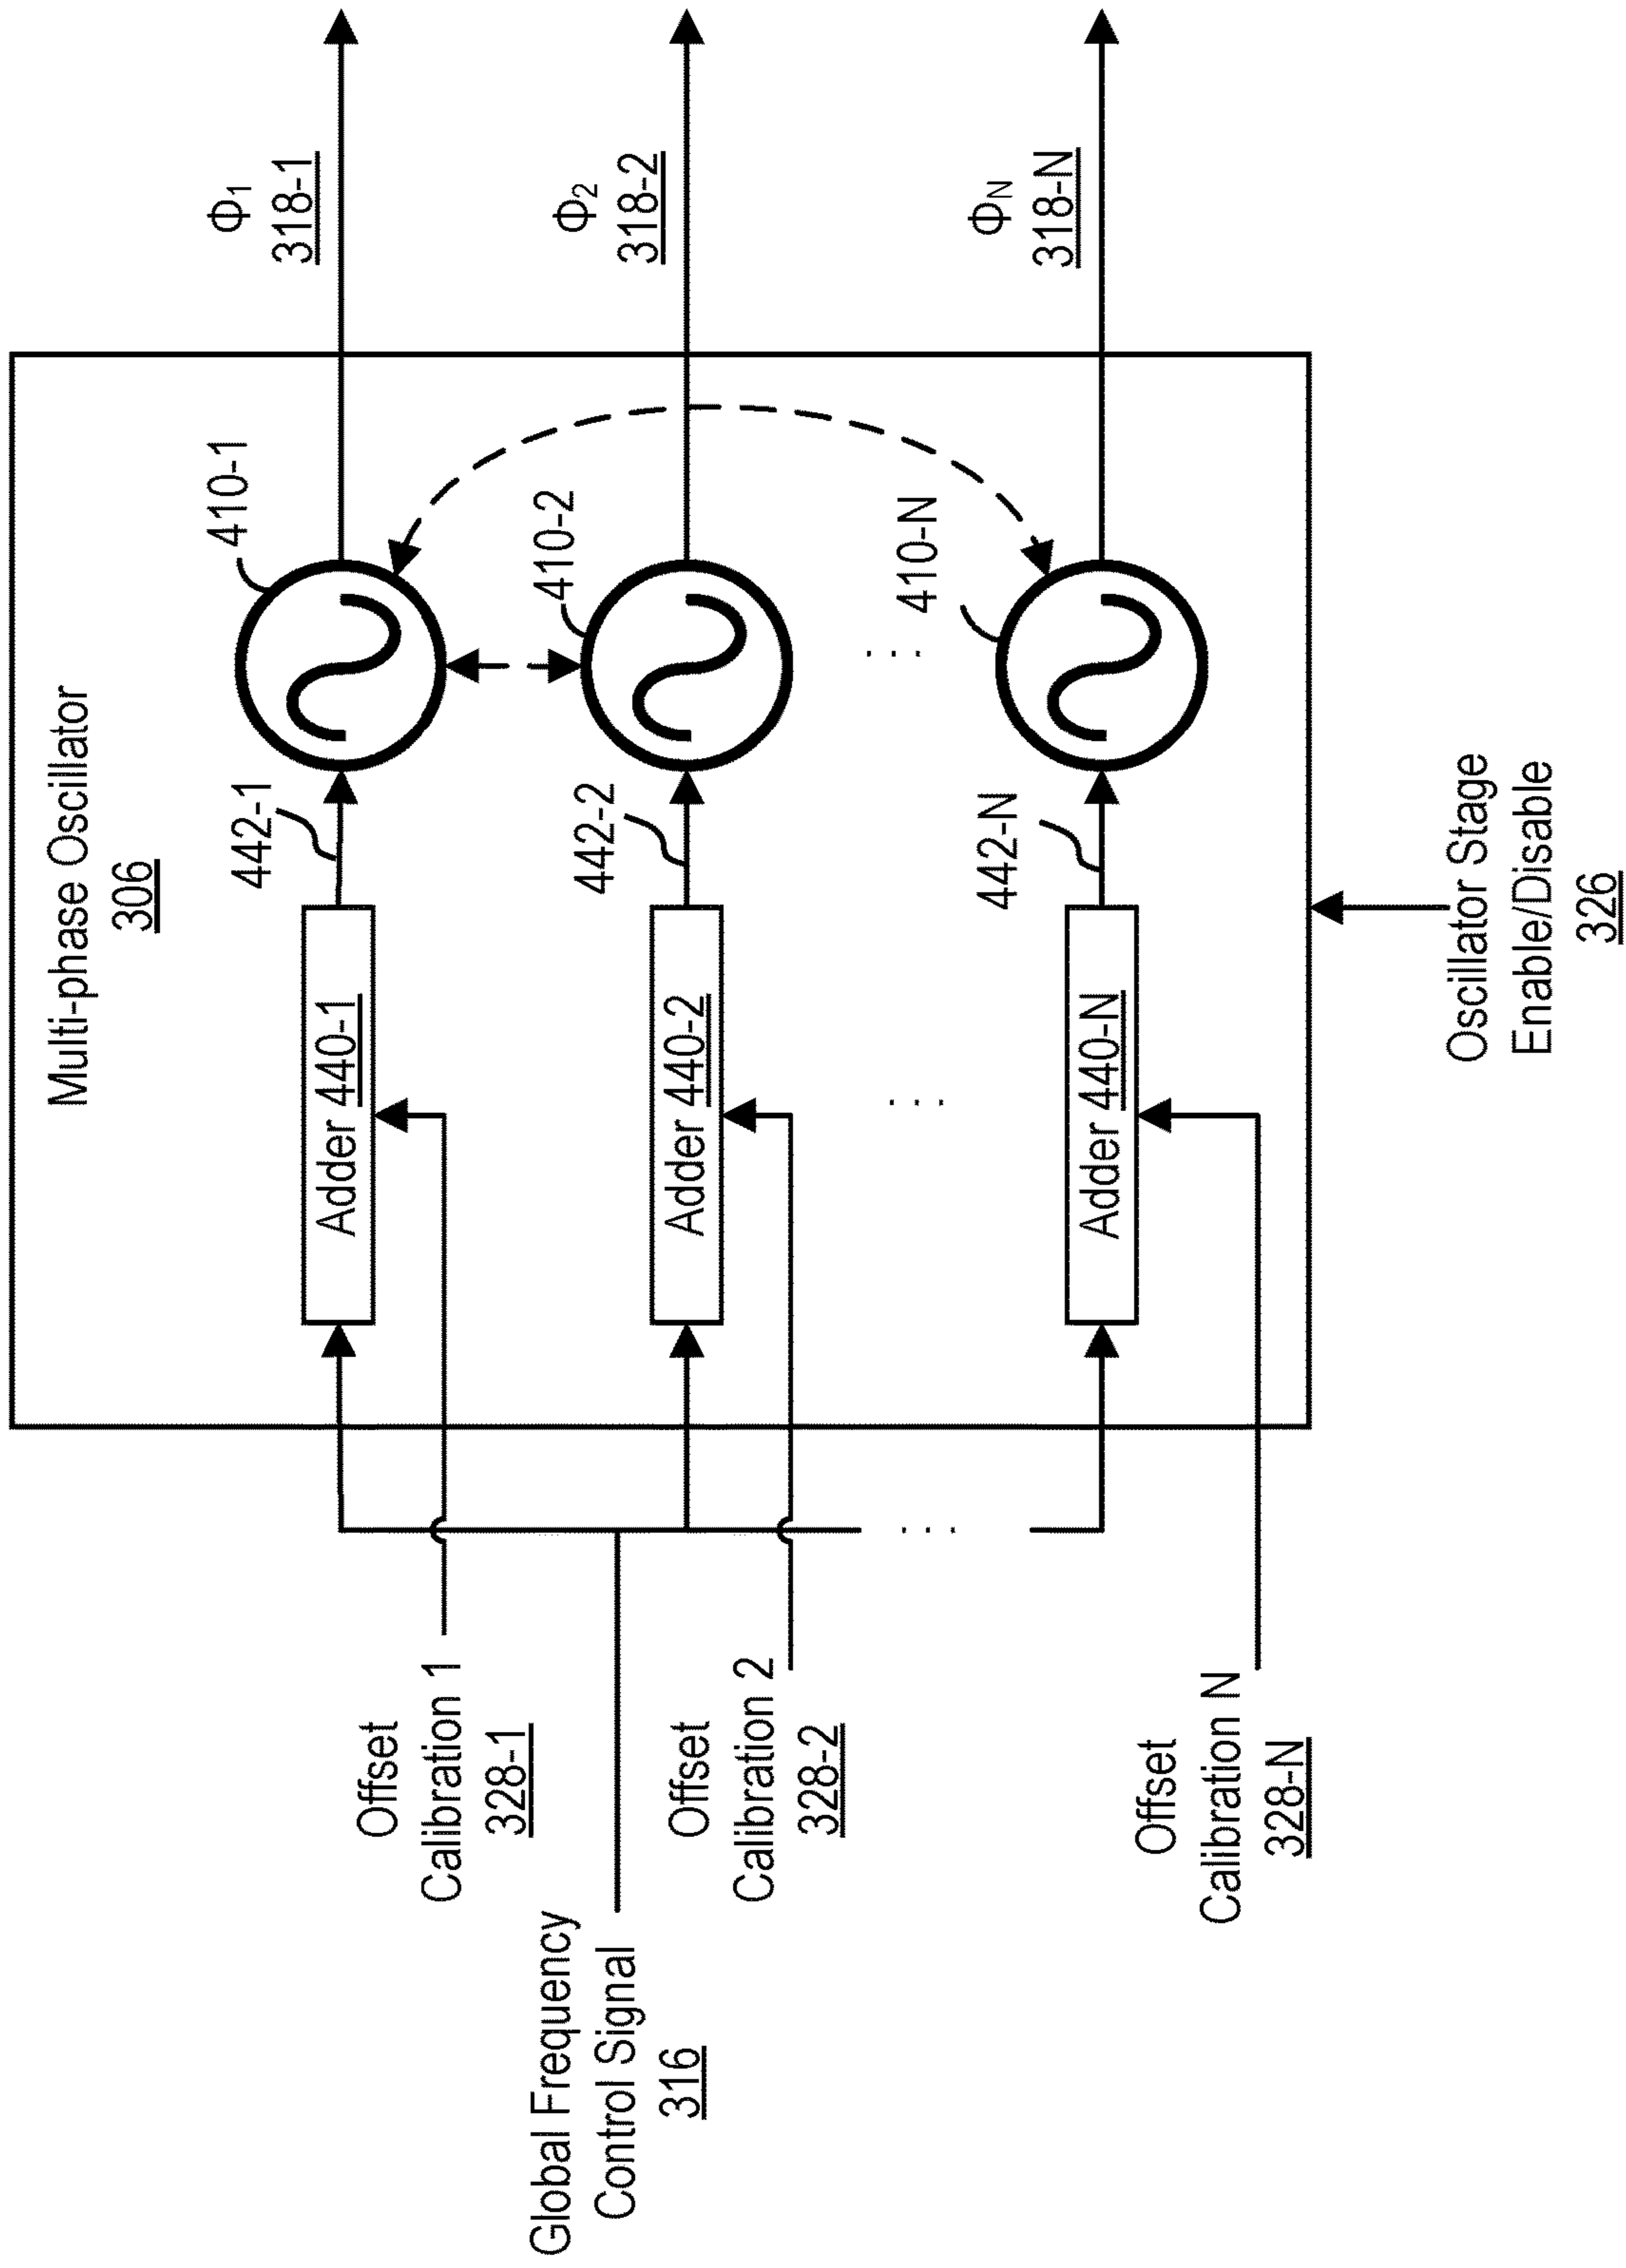 Multi-phase Oscillator
306
Global Frequency
Control Signal
316
Offset
Calibration 1
328-1
Adder 440-1
442-1
410-1
Φ1
318-1
Offset
Calibration 2
328-2
Adder 440-2
442-2
410-2
Φ2
318-2
. . .
. . .
. . .
Offset
Calibration N
328-N
Adder 440-N
442-N
410-N
ΦN
318-N
Oscillator Stage
Enable/Disable
326